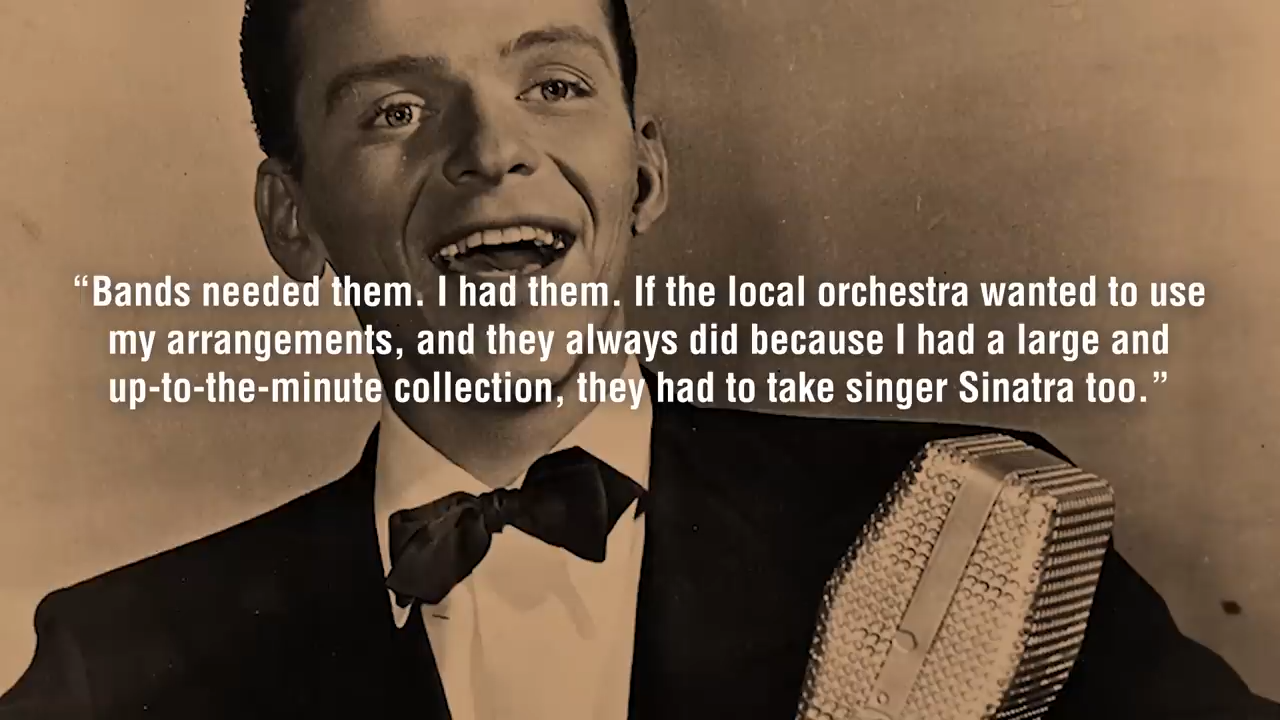 “Bands needed them. I had them. If the local orchestra wanted to use
my arrangements, and they always did because I had a large and
up-to-the-minute collection, they had to take singer Sinatra too.”